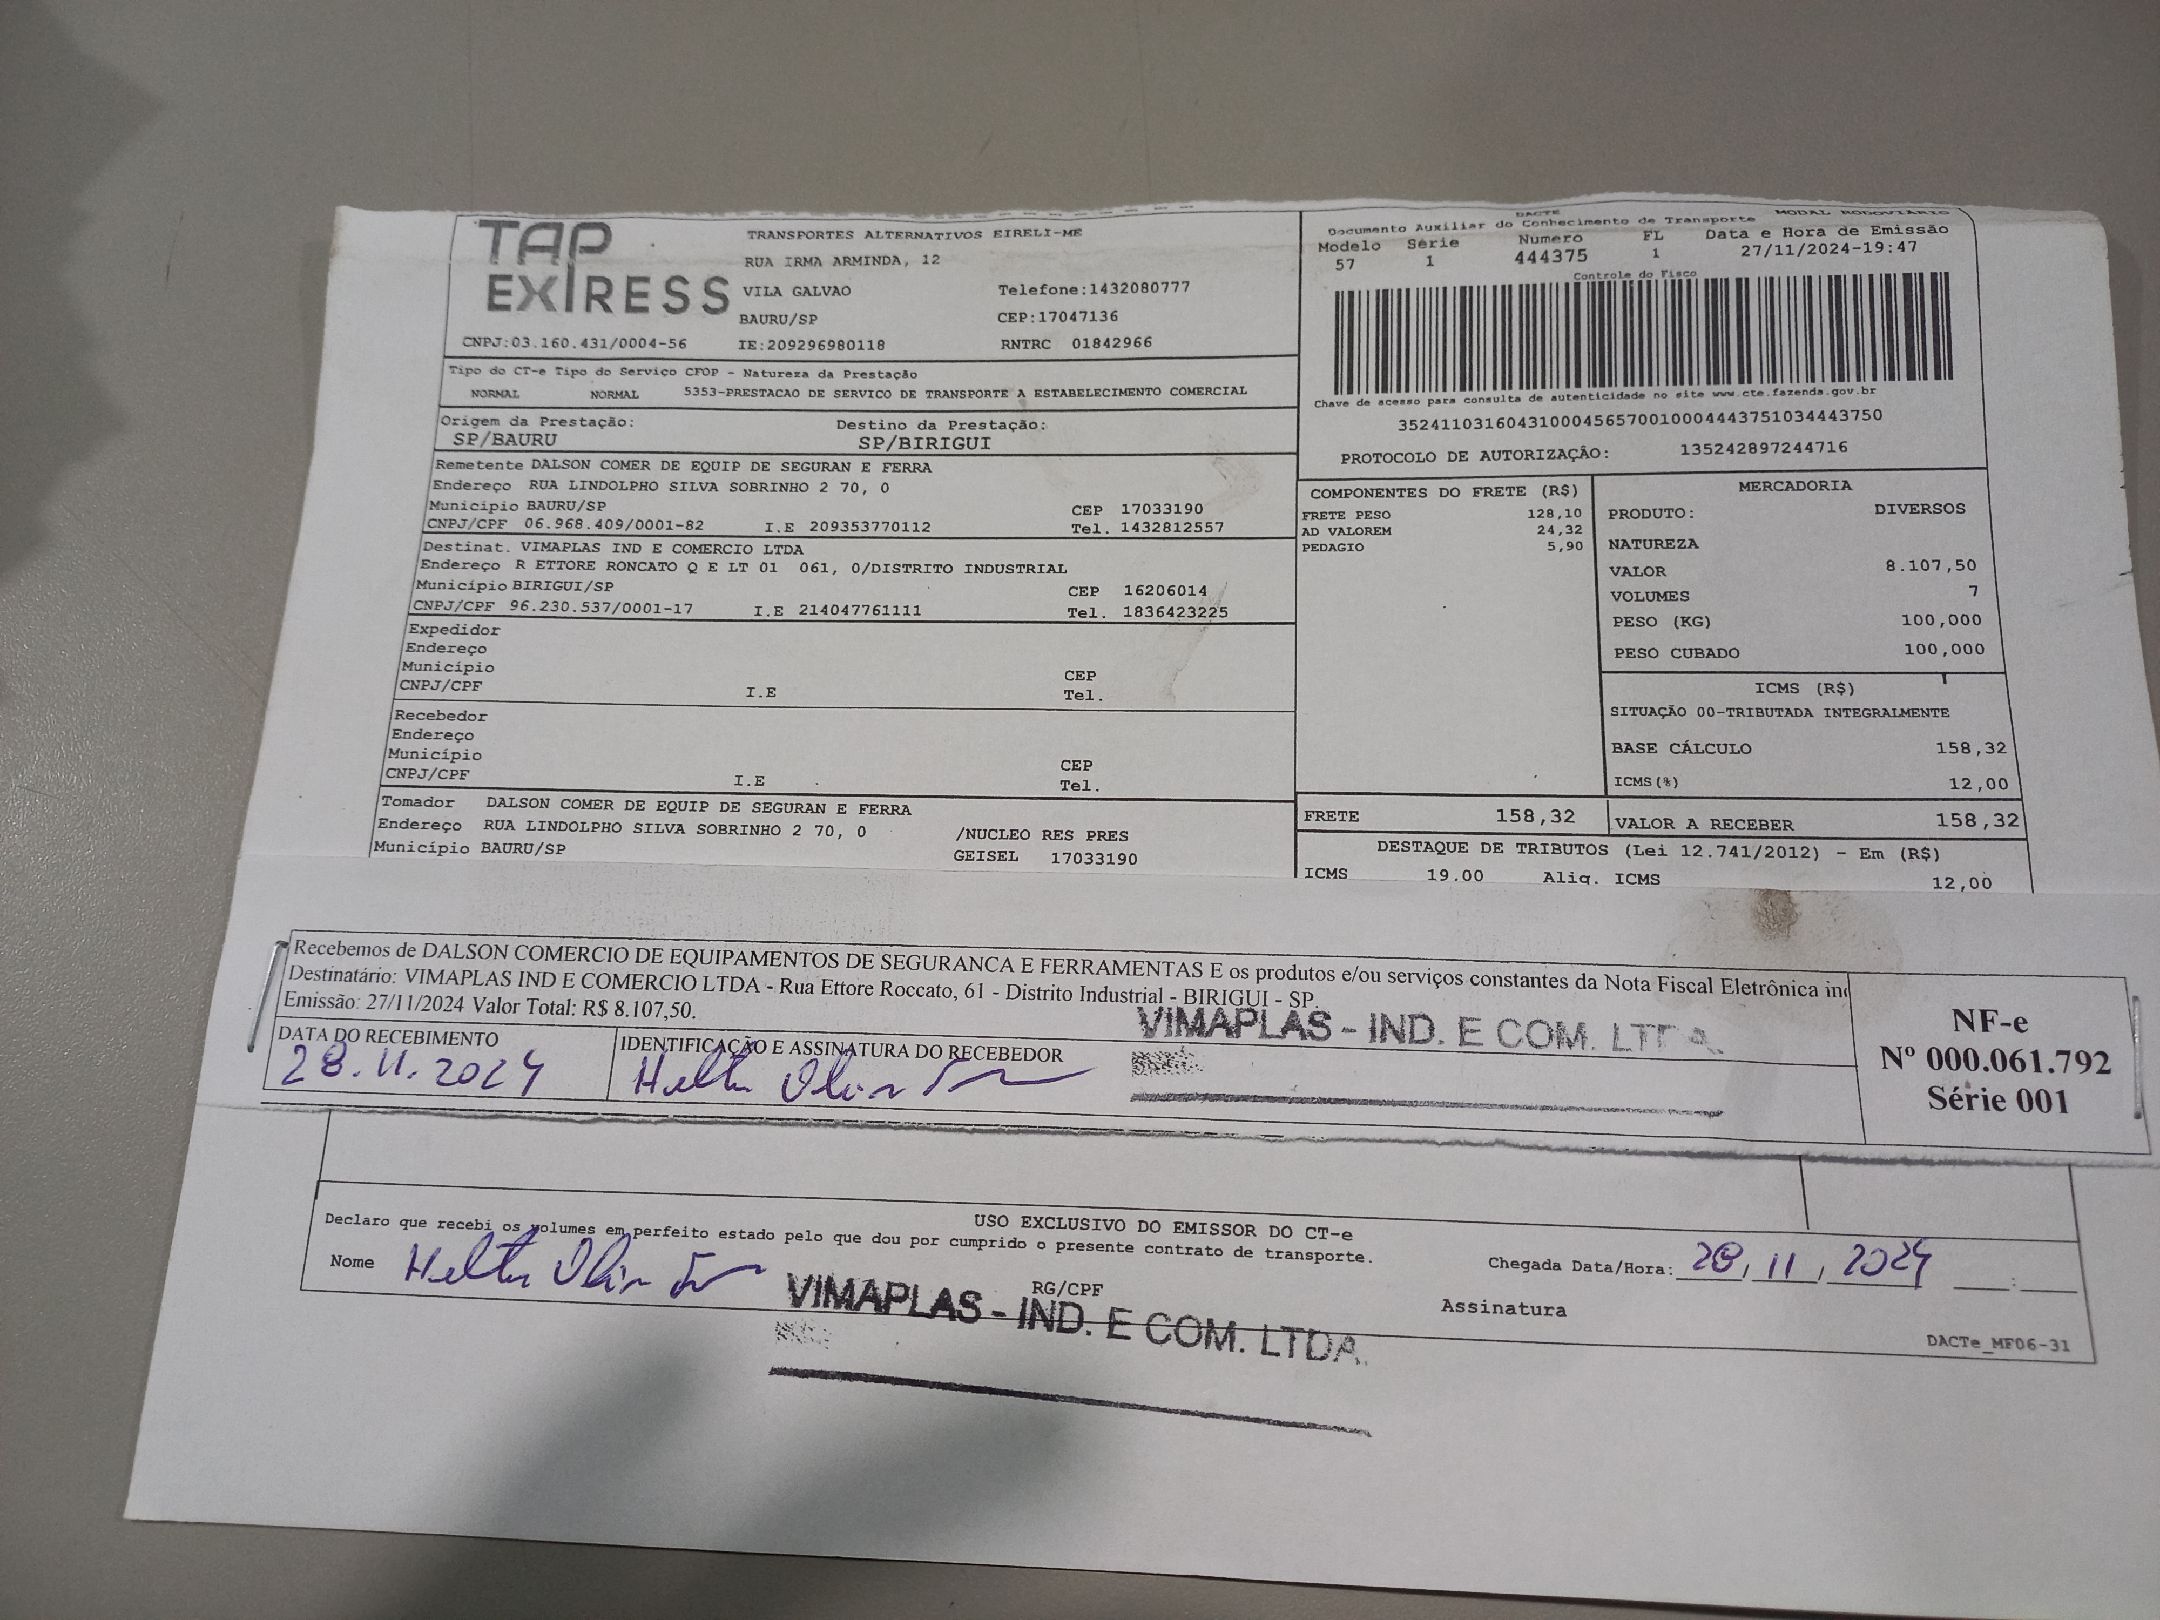 TAP EXPRESS
TRANSPORTES ALTERNATIVOS EIRELI-ME
RUA IRMA ARMINDA, 12
VILA GALVAO Telefone:1432080777
BAURU/SP CEP:17047136
CNPJ:03.160.431/0004-56 IE:209296980118 RNTRC 01842966
DACTE MODAL RODOVIÁRIO
Documento Auxiliar do Conhecimento de Transporte
Modelo Série Numero FL Data e Hora de Emissão
57 1 444375 1 27/11/2024-19:47
Controle do Fisco
Chave de acesso para consulta de autenticidade no site www.cte.fazenda.gov.br
35241103160431000456570010004443751034443750
PROTOCOLO DE AUTORIZAÇÃO: 135242897244716
Tipo do CT-e Tipo do Serviço CFOP - Natureza da Prestação
NORMAL NORMAL 5353-PRESTACAO DE SERVICO DE TRANSPORTE A ESTABELECIMENTO COMERCIAL
Origem da Prestação: Destino da Prestação:
SP/BAURU SP/BIRIGUI
Remetente DALSON COMER DE EQUIP DE SEGURAN E FERRA
Endereço RUA LINDOLPHO SILVA SOBRINHO 2 70, 0
Município BAURU/SP CEP 17033190
CNPJ/CPF 06.968.409/0001-82 I.E 209353770112 Tel. 1432812557
Destinat. VIMAPLAS IND E COMERCIO LTDA
Endereço R ETTORE RONCATO Q E LT 01 061, 0/DISTRITO INDUSTRIAL
Município BIRIGUI/SP CEP 16206014
CNPJ/CPF 96.230.537/0001-17 I.E 214047761111 Tel. 1836423225
Expedidor
Endereço
Município CEP
CNPJ/CPF I.E Tel.
Recebedor
Endereço
Município CEP
CNPJ/CPF I.E Tel.
Tomador DALSON COMER DE EQUIP DE SEGURAN E FERRA
Endereço RUA LINDOLPHO SILVA SOBRINHO 2 70, 0 /NUCLEO RES PRES
Município BAURU/SP GEISEL 17033190
COMPONENTES DO FRETE (R$)
FRETE PESO 128,10
AD VALOREM 24,32
PEDAGIO 5,90
MERCADORIA
PRODUTO: DIVERSOS
NATUREZA
VALOR 8.107,50
VOLUMES 7
PESO (KG) 100,000
PESO CUBADO 100,000
ICMS (R$)
SITUAÇÃO 00-TRIBUTADA INTEGRALMENTE
BASE CÁLCULO 158,32
ICMS(%) 12,00
FRETE 158,32 VALOR A RECEBER 158,32
DESTAQUE DE TRIBUTOS (Lei 12.741/2012) - Em (R$)
ICMS 19.00 Aliq. ICMS 12,00
Recebemos de DALSON COMERCIO DE EQUIPAMENTOS DE SEGURANCA E FERRAMENTAS E os produtos e/ou serviços constantes da Nota Fiscal Eletrônica
Destinatário: VIMAPLAS IND E COMERCIO LTDA - Rua Ettore Roccato, 61 - Distrito Industrial - BIRIGUI - SP.
Emissão: 27/11/2024 Valor Total: R$ 8.107,50.
VIMAPLAS - IND. E COM. LTDA.
DATA DO RECEBIMENTO IDENTIFICAÇÃO E ASSINATURA DO RECEBEDOR
28.11.2024
NF-e
Nº 000.061.792
Série 001
USO EXCLUSIVO DO EMISSOR DO CT-e
Declaro que recebi os volumes em perfeito estado pelo que dou por cumprido o presente contrato de transporte.
Nome RG/CPF Chegada Data/Hora: 28, 11, 2024 :
Assinatura
VIMAPLAS - IND. E COM. LTDA.
DACTe_MF06-31